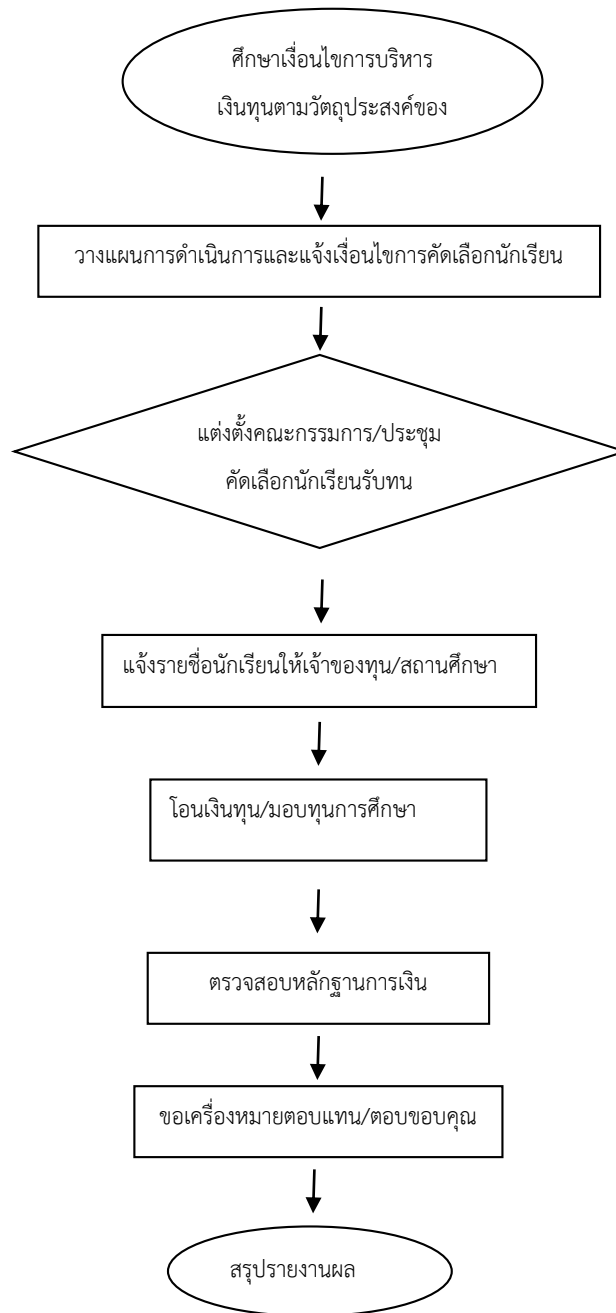 ศึกษาเงื่อนไขการบริหาร
เงินทุนตามวัตถุประสงค์ของ
วางแผนการดำเนินการและแจ้งเงื่อนไขการคัดเลือกนักเรียน
แต่งตั้งคณะกรรมการ/ประชุม
คัดเลือกนักเรียนรับทน
แจ้งรายชื่อนักเรียนให้เจ้าของทุน/สถานศึกษา
โอนเงินทุน/มอบทุนการศึกษา
ตรวจสอบหลักฐานการเงิน
ขอเครื่องหมายตอบแทน/ตอบขอบคุณ
สรุปรายงานผล